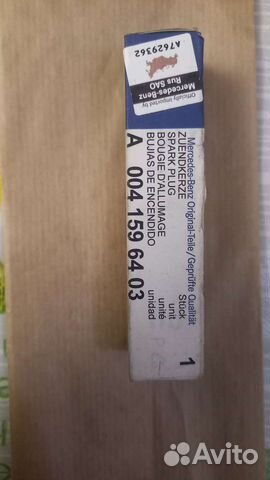 Officially Imported by
Mercedes-Benz
Rus SAO
A7629362
Mercedes-Benz Original-Teile/Geprüfte Qualität
ZUENDKERZE Stück
SPARK PLUG unit
BOUGIE D'ALLUMAGE unité
BUJIAS DE ENCENDIDO unidad
1
A 004 159 64 03
Avito